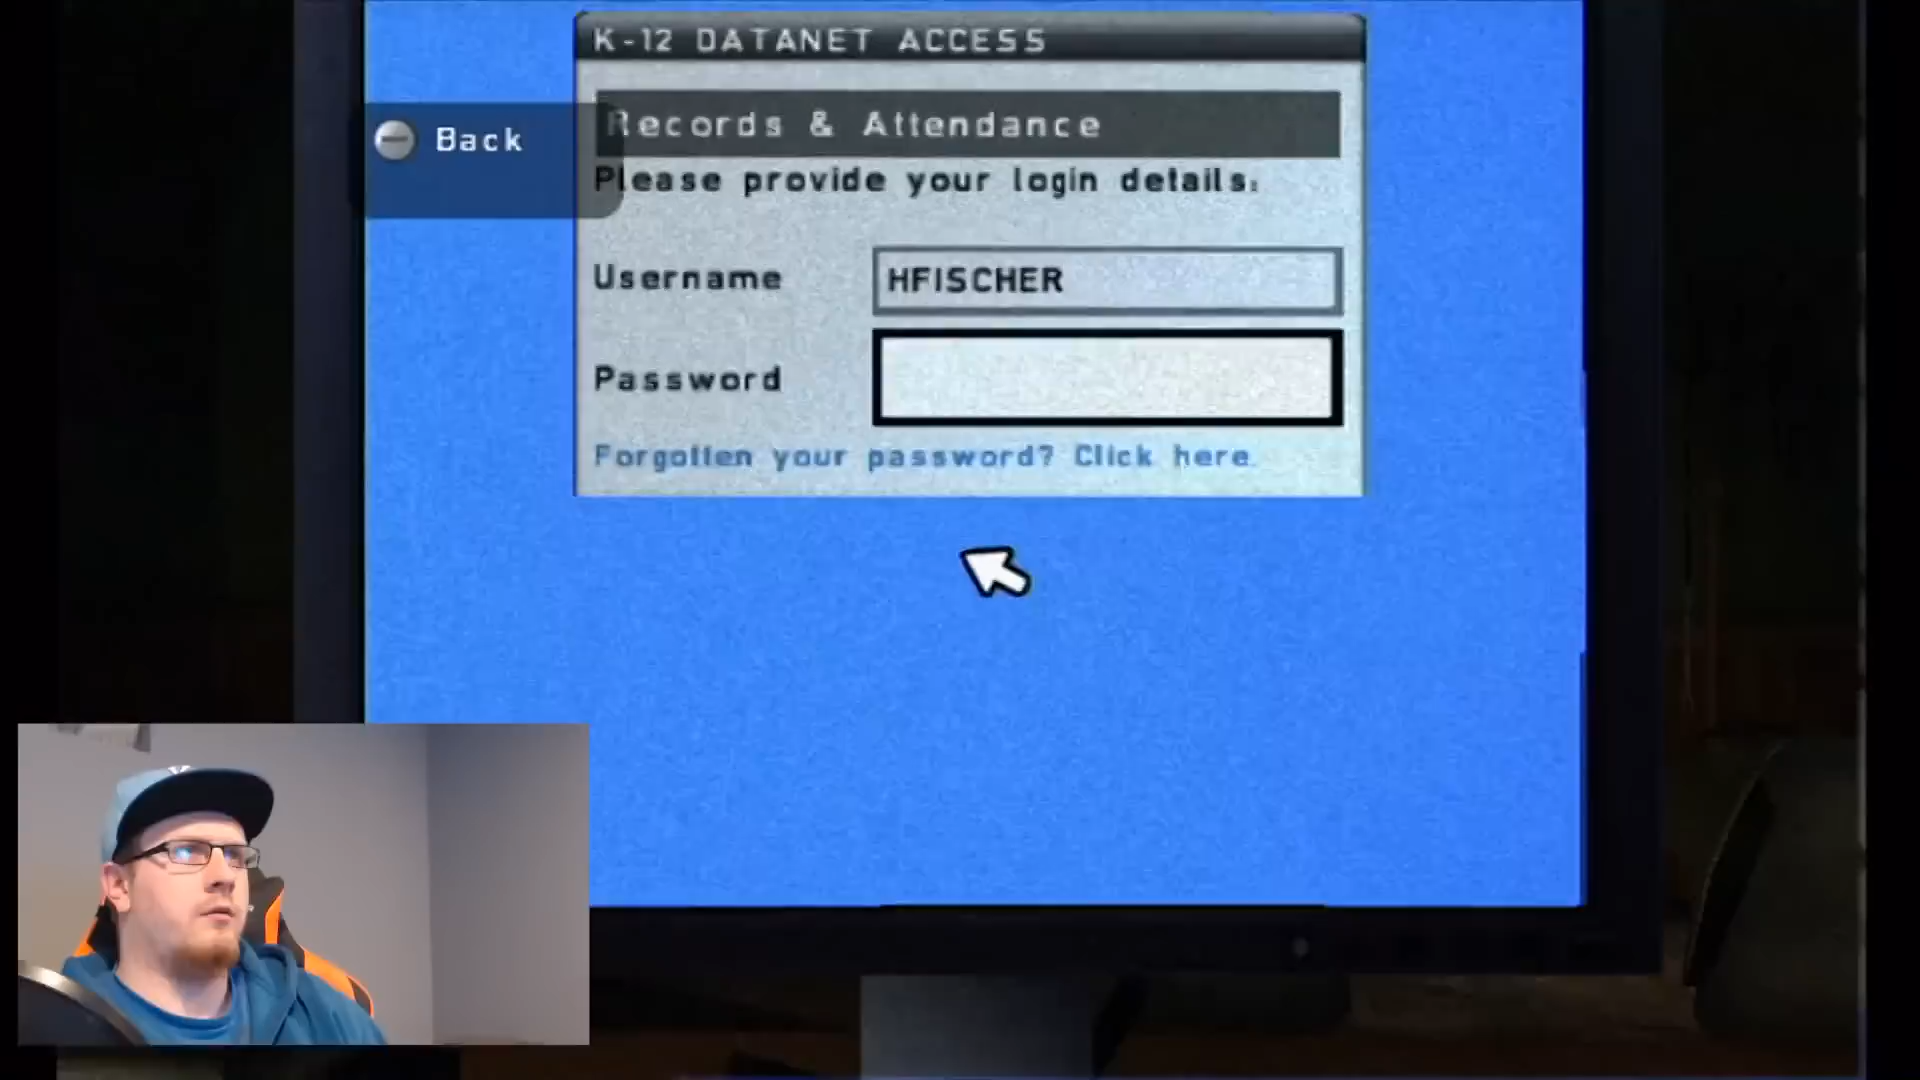 K-12 DATANET ACCESS
Records & Attendance
Back
Please provide your login details:
Username HFISCHER
Password
Forgotten your password? Click here.